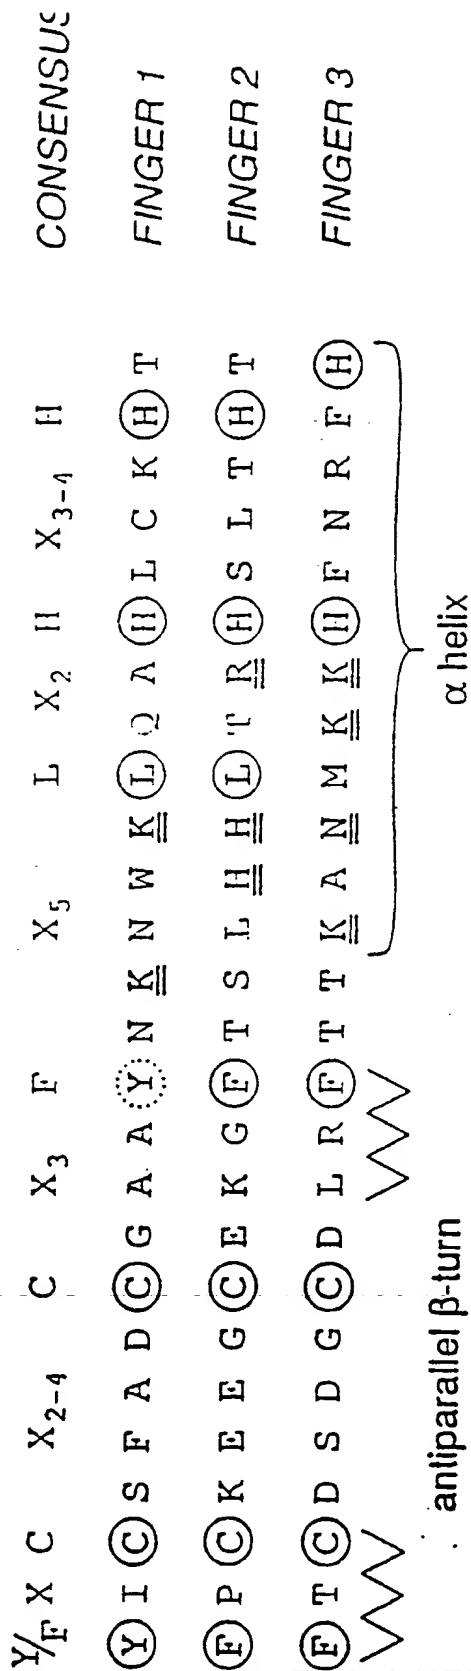 Y/F X C X2-4 C X3 F X5 L X2 H X3-4 H CONSENSUS
Y I C S F A D C G A A Y N K N W K L Q A H L C K H T FINGER 1
F P C K E E G C E K G F T S L H H L T R H S L T H T FINGER 2
F T C D S D G C D L R F T T K A N M K K H F N R F H FINGER 3
antiparallel β-turn α helix